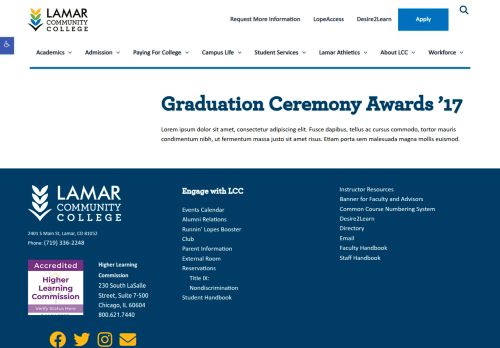 LAMAR
COMMUNITY
COLLEGE
Request More Information
LopeAccess
Desire2Learn
Apply
Academics
Admission
Paying For College
Campus Life
Student Services
Lamar Athletics
About LCC
Workforce
Graduation Ceremony Awards ’17
Lorem ipsum dolor sit amet, consectetur adipiscing elit. Fusce dapibus, tellus ac cursus commodo, tortor mauris
condimentum nibh, ut fermentum massa justo sit amet risus. Etiam porta sem malesuada magna mollis euismod.
LAMAR
COMMUNITY
COLLEGE
2401 S Main St, Lamar, CO 81052
Phone: (719) 336-2248
Accredited
Higher
Learning
Commission
Verify Status Here
Higher Learning
Commission
230 South LaSalle
Street, Suite 7-500
Chicago, IL 60604
800.621.7440
Engage with LCC
Events Calendar
Alumni Relations
Runnin' Lopes Booster
Club
Parent Information
External Room
Reservations
Title IX:
Nondiscrimination
Student Handbook
Instructor Resources
Banner for Faculty and Advisors
Common Course Numbering System
Desire2Learn
Directory
Email
Faculty Handbook
Staff Handbook